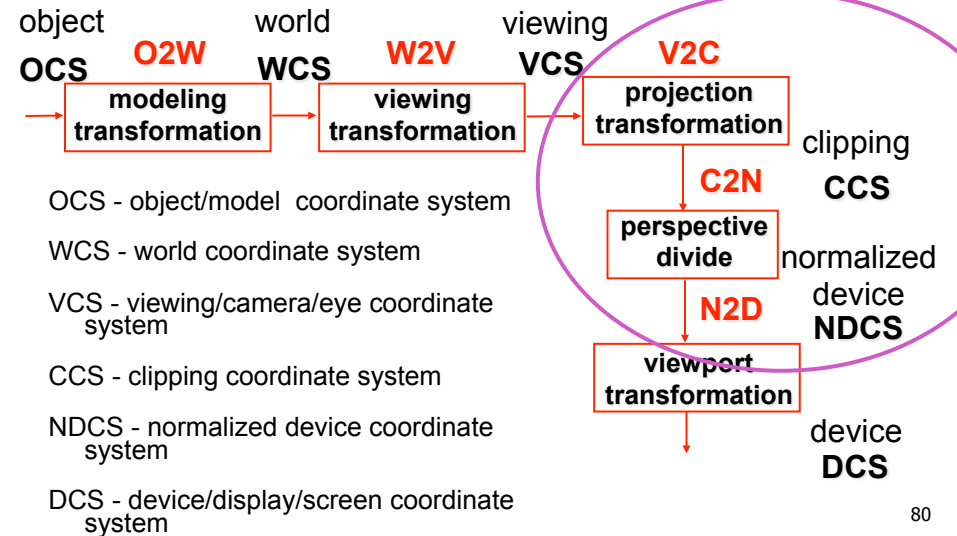 object
world
viewing
OCS
O2W
WCS
W2V
VCS
V2C
modeling
transformation
viewing
transformation
projection
transformation
clipping
CCS
C2N
perspective
divide
normalized
device
NDCS
N2D
viewport
transformation
device
DCS
OCS - object/model coordinate system
WCS - world coordinate system
VCS - viewing/camera/eye coordinate
system
CCS - clipping coordinate system
NDCS - normalized device coordinate
system
DCS - device/display/screen coordinate
system
80